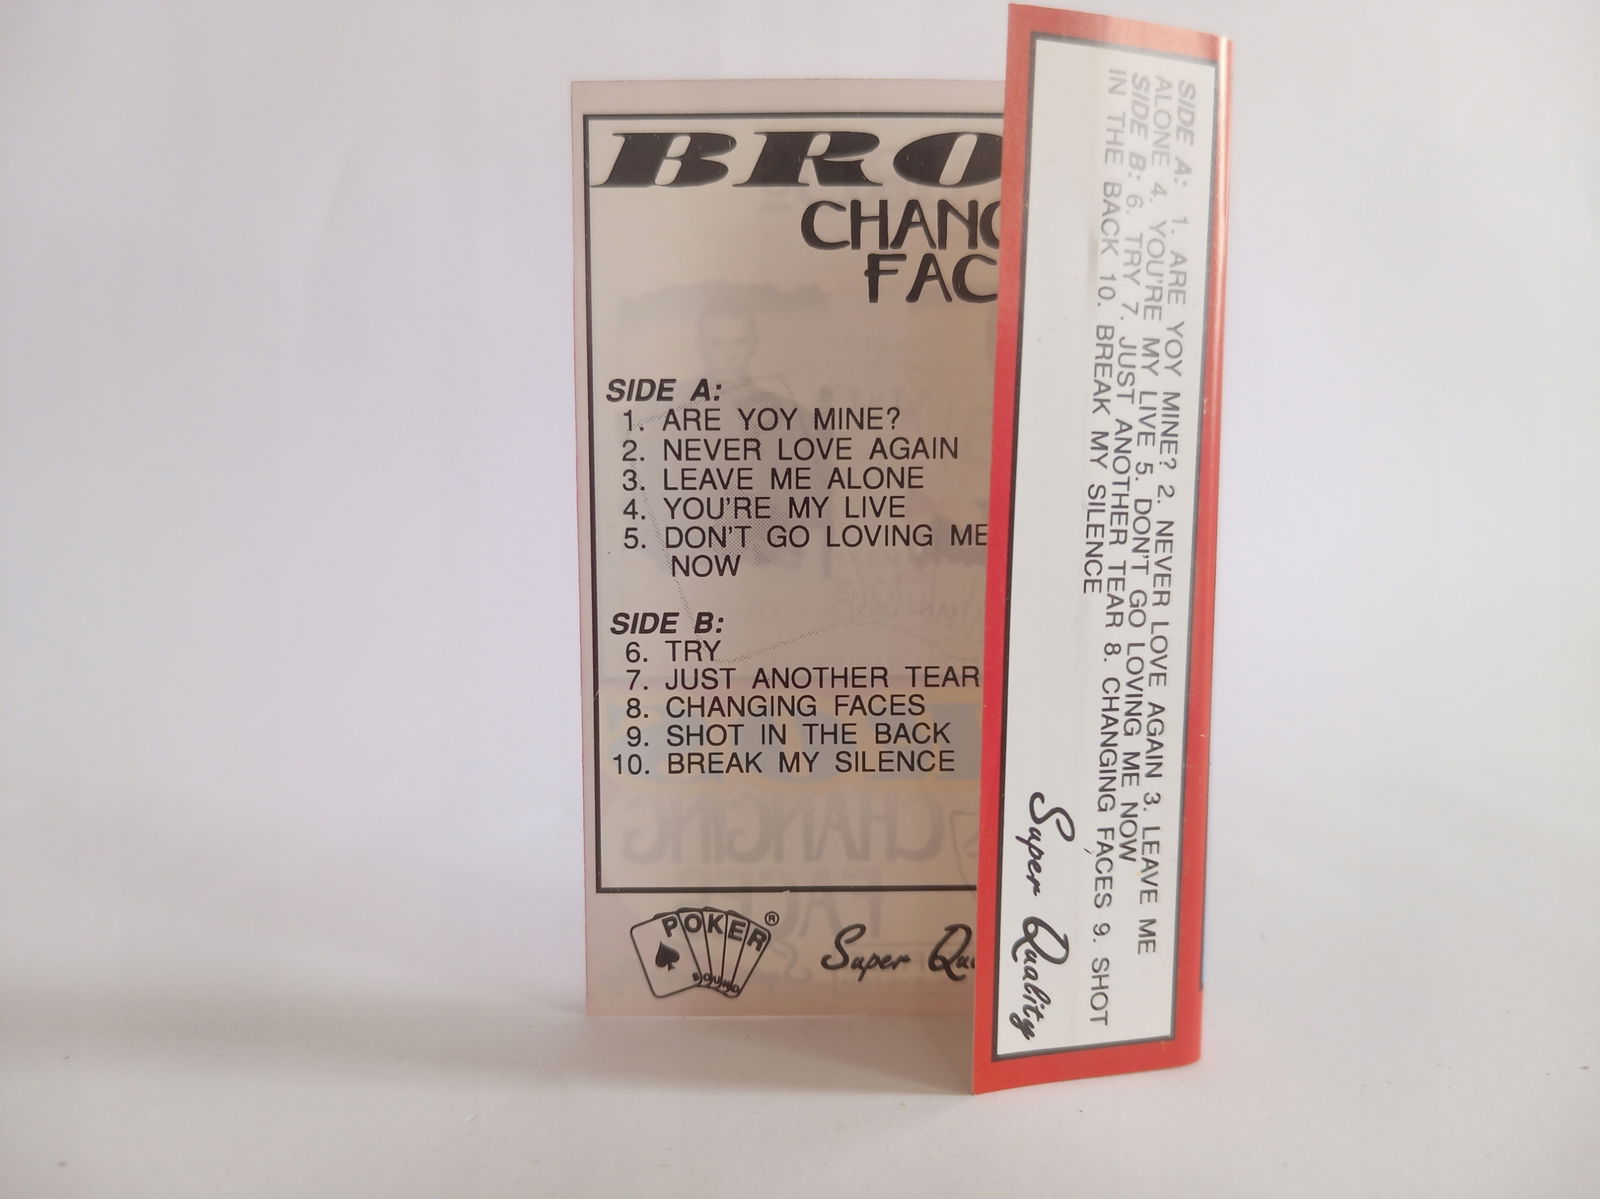 BRO
CHANG
FAC
SIDE A:
1. ARE YOY MINE?
2. NEVER LOVE AGAIN
3. LEAVE ME ALONE
4. YOU'RE MY LIVE
5. DON'T GO LOVING ME
NOW
SIDE B:
6. TRY
7. JUST ANOTHER TEAR
8. CHANGING FACES
9. SHOT IN THE BACK
10. BREAK MY SILENCE
POKER®
SOUND
Super Qu
SIDE A: 1. ARE YOY MINE? 2. NEVER LOVE AGAIN 3. LEAVE ME
ALONE 4. YOU'RE MY LIVE 5. DON'T GO LOVING ME NOW
SIDE B: 6. TRY 7. JUST ANOTHER TEAR 8. CHANGING FACES 9. SHOT
IN THE BACK 10. BREAK MY SILENCE
Super Quality